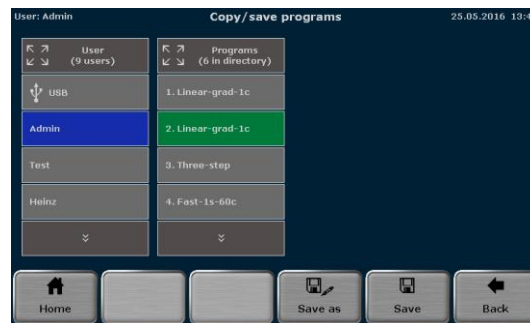 User: Admin
Copy/save programs
25.05.2016 13:4
User
(9 users)
Programs
(6 in directory)
USB
1. Linear-grad-1c
Admin
2. Linear-grad-1c
Test
3. Three-step
Heinz
4. Fast-1s-60c
Home
Save as
Save
Back